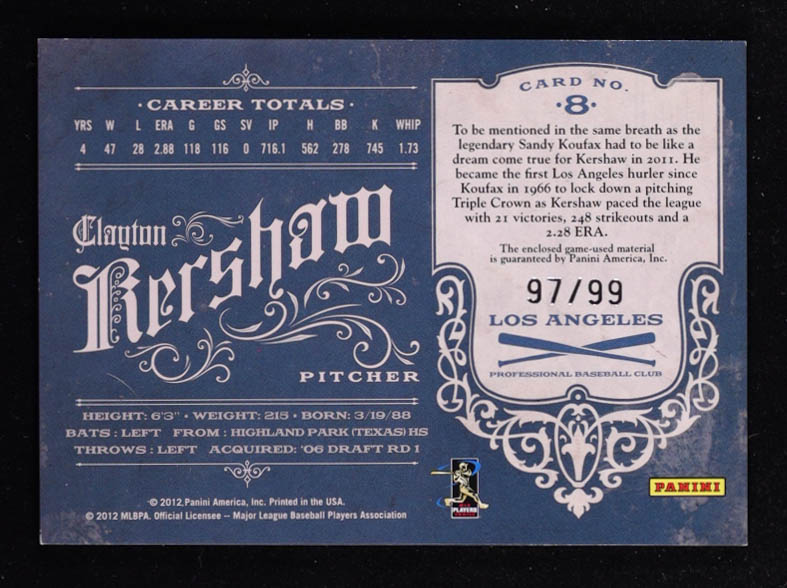 ·CAREER TOTALS·
YRS W L ERA G GS SV IP H BB K WHIP
4 47 28 2.88 118 116 0 716.1 562 278 745 1.73
Clayton
Kershaw
PITCHER
HEIGHT: 6'3" • WEIGHT: 215 • BORN: 3/19/88
BATS : LEFT FROM : HIGHLAND PARK (TEXAS) HS
THROWS : LEFT ACQUIRED: '06 DRAFT RD 1
© 2012 Panini America, Inc. Printed in the USA.
© 2012 MLBPA. Official Licensee -- Major League Baseball Players Association
CARD NO.
·8·
To be mentioned in the same breath as the
legendary Sandy Koufax had to be like a
dream come true for Kershaw in 2011. He
became the first Los Angeles hurler since
Koufax in 1966 to lock down a pitching
Triple Crown as Kershaw paced the league
with 21 victories, 248 strikeouts and a
2.28 ERA.
The enclosed game-used material
is guaranteed by Panini America, Inc.
97/99
LOS ANGELES
PROFESSIONAL BASEBALL CLUB
PLAYERS
PANINI